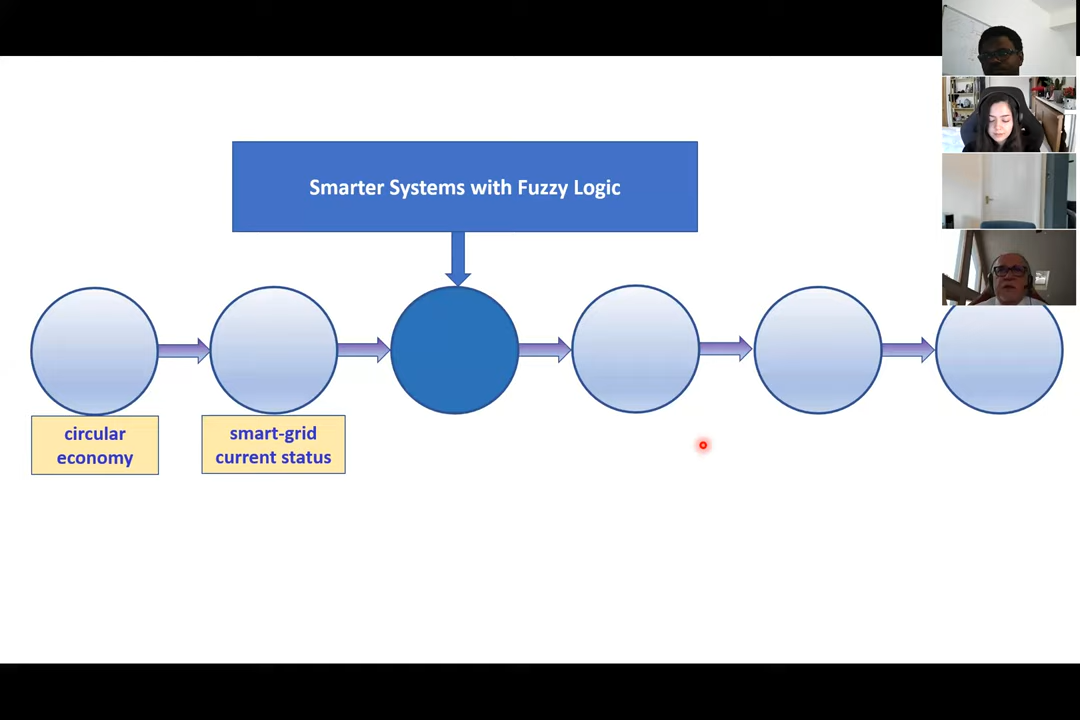 Smarter Systems with Fuzzy Logic
circular
economy
smart-grid
current status